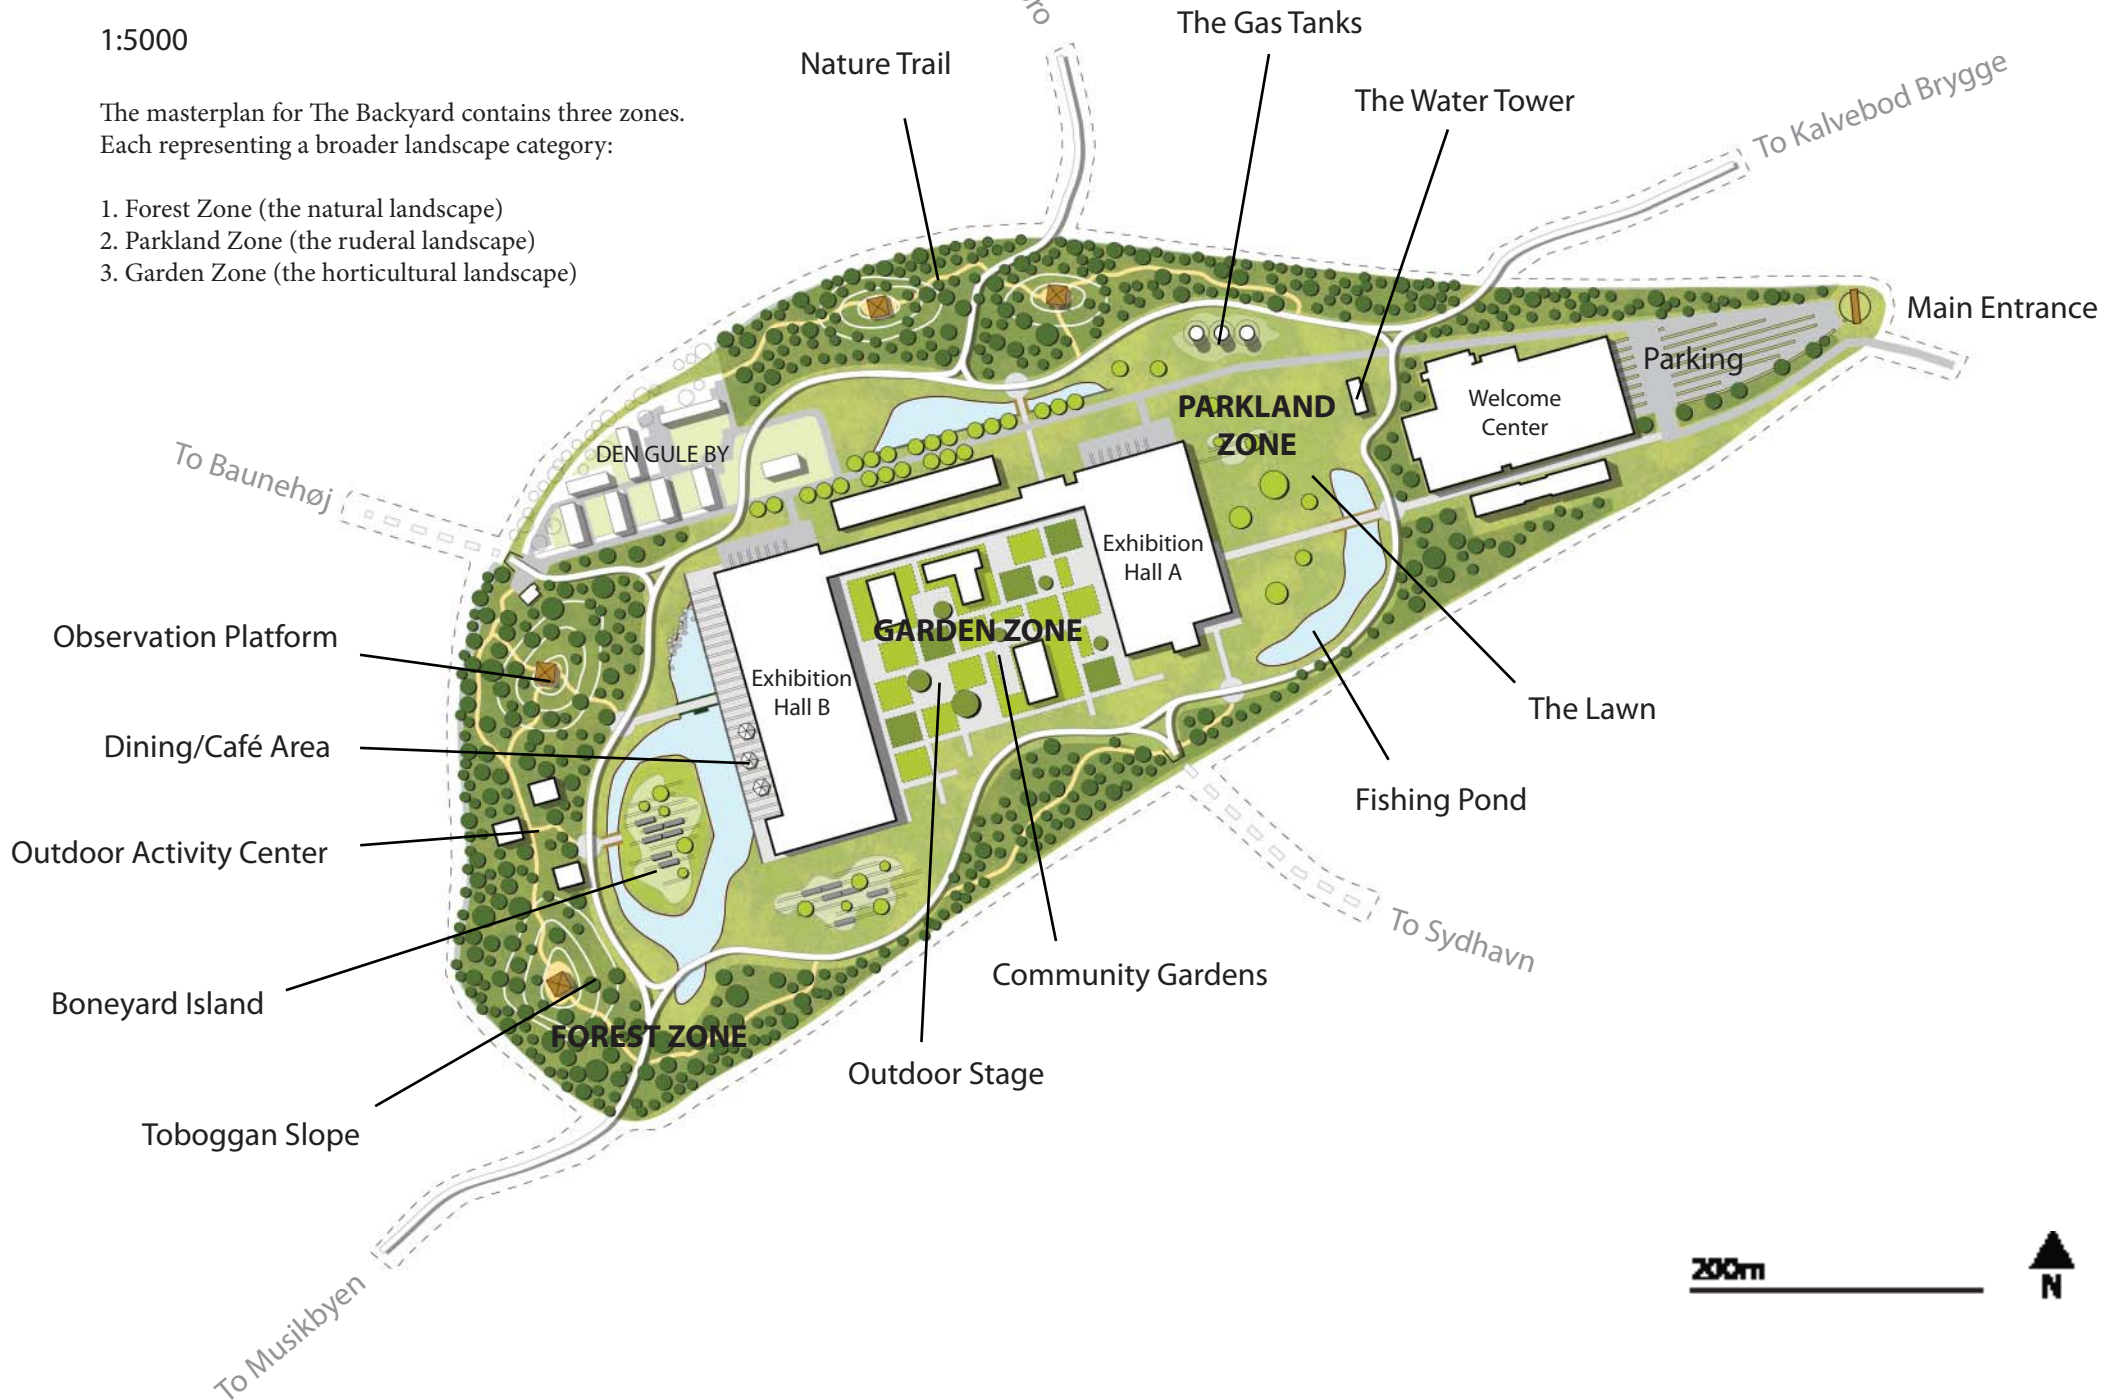 1:5000
The masterplan for The Backyard contains three zones.
Each representing a broader landscape category:
1. Forest Zone (the natural landscape)
2. Parkland Zone (the ruderal landscape)
3. Garden Zone (the horticultural landscape)
Nature Trail
The Gas Tanks
The Water Tower
To Kalvebod Brygge
Main Entrance
Parking
Welcome
Center
PARKLAND
ZONE
DEN GULE BY
To Baunehøj
Exhibition
Hall A
GARDEN ZONE
Observation Platform
Exhibition
Hall B
The Lawn
Dining/Café Area
Fishing Pond
Outdoor Activity Center
To Sydhavn
Community Gardens
Boneyard Island
FOREST ZONE
Outdoor Stage
Toboggan Slope
To Musikbyen
200m
N